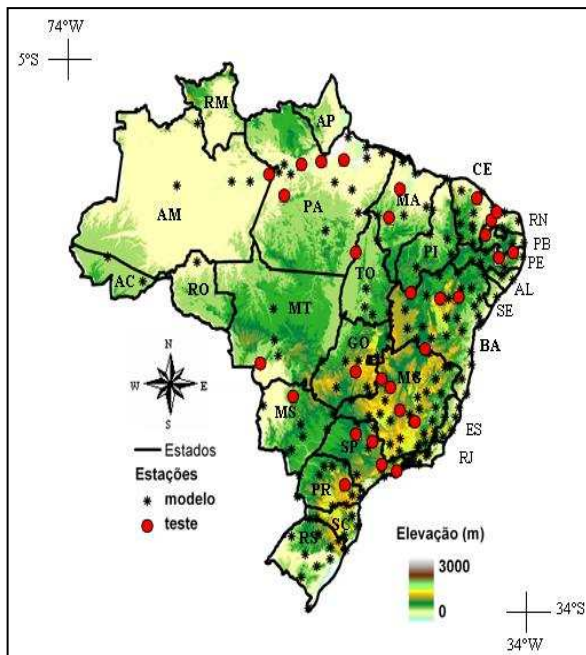 74°W
5°S
RM
AP
CE
AM
PA
MA
RN
PB
PI
PE
TO
AL
AC
RO
SE
MT
BA
GO
MG
N
W
E
S
MS
ES
SP
RJ
Estados
Estações
modelo
teste
PR
SC
RS
Elevação (m)
3000
0
34°S
34°W